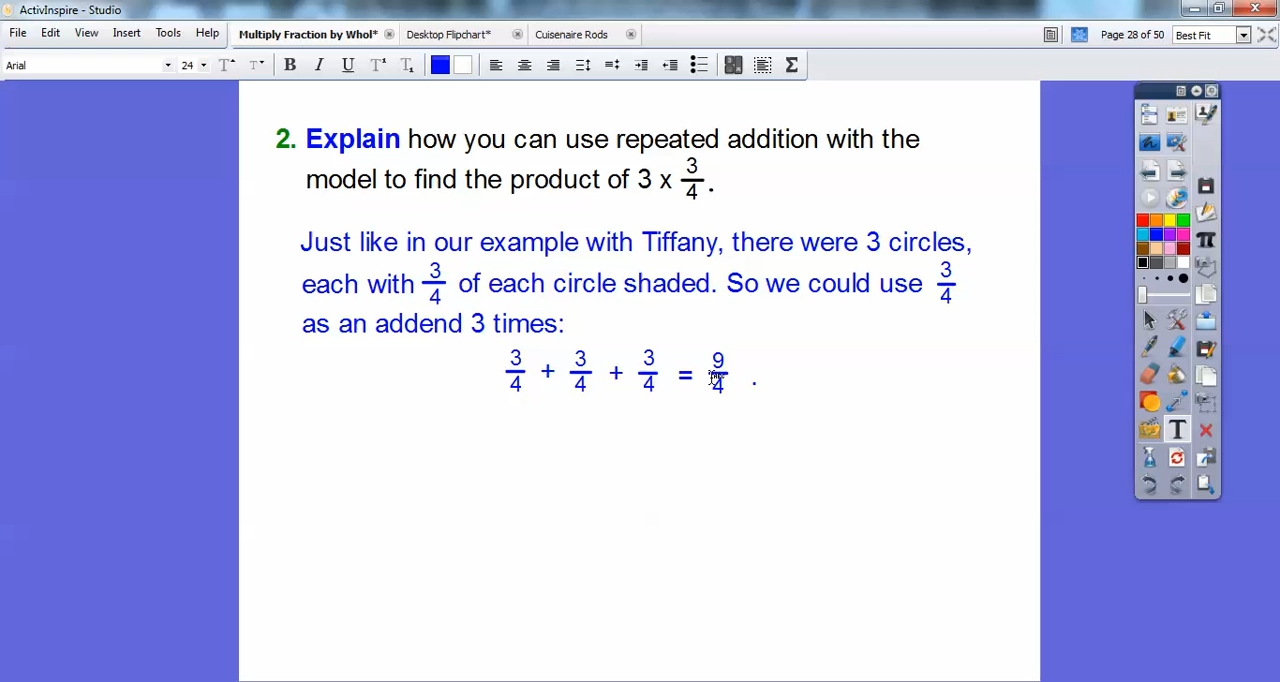 ActivInspire - Studio
File Edit View Insert Tools Help
Multiply Fraction by Whol* Desktop Flipchart* Cuisenaire Rods
Page 28 of 50 Best Fit
Arial 24 T T B I U T T Σ
2. Explain how you can use repeated addition with the
model to find the product of 3 x 3/4.
Just like in our example with Tiffany, there were 3 circles,
each with 3/4 of each circle shaded. So we could use 3/4
as an addend 3 times:
3/4 + 3/4 + 3/4 = 9/4 .